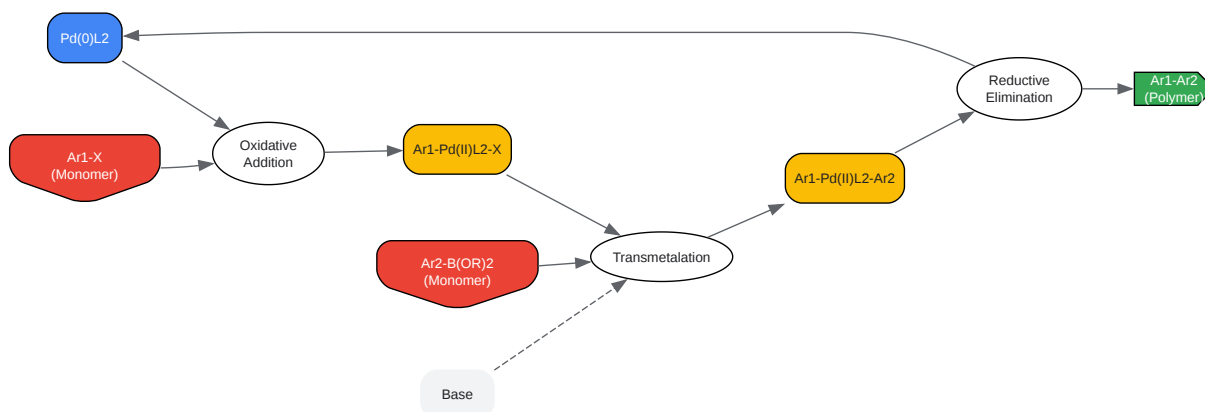 Pd(0)L2
Ar1-X
(Monomer)
Oxidative
Addition
Ar1-Pd(II)L2-X
Ar2-B(OR)2
(Monomer)
Base
Transmetalation
Ar1-Pd(II)L2-Ar2
Reductive
Elimination
Ar1-Ar2
(Polymer)